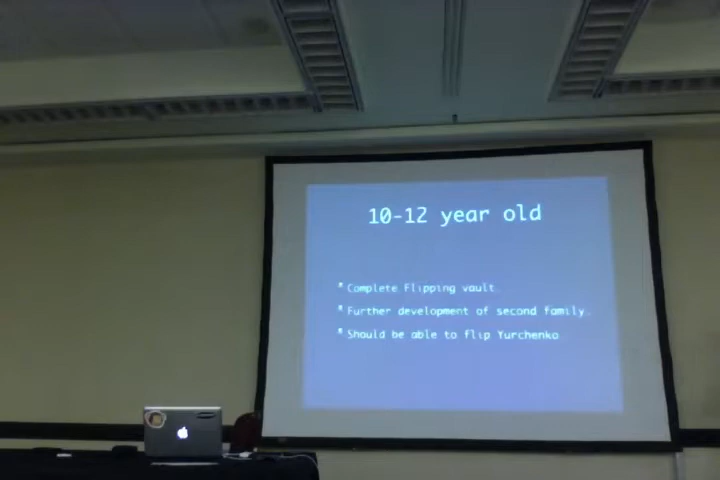 10-12 year old
* Complete Flipping vault.
* Further development of second family.
* Should be able to flip Yurchenko